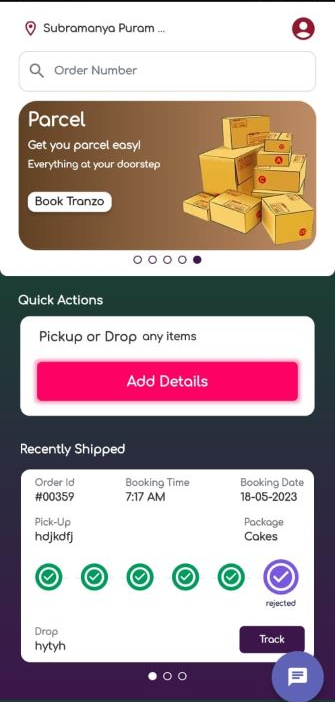 Subramanya Puram ...
Order Number
Parcel
Get you parcel easy!
Everything at your doorstep
Book Tranzo
Quick Actions
Pickup or Drop any items
Add Details
Recently Shipped
Order Id Booking Time Booking Date
#00359 7:17 AM 18-05-2023
Pick-Up Package
hdjkdfj Cakes
rejected
Drop
hytyh
Track